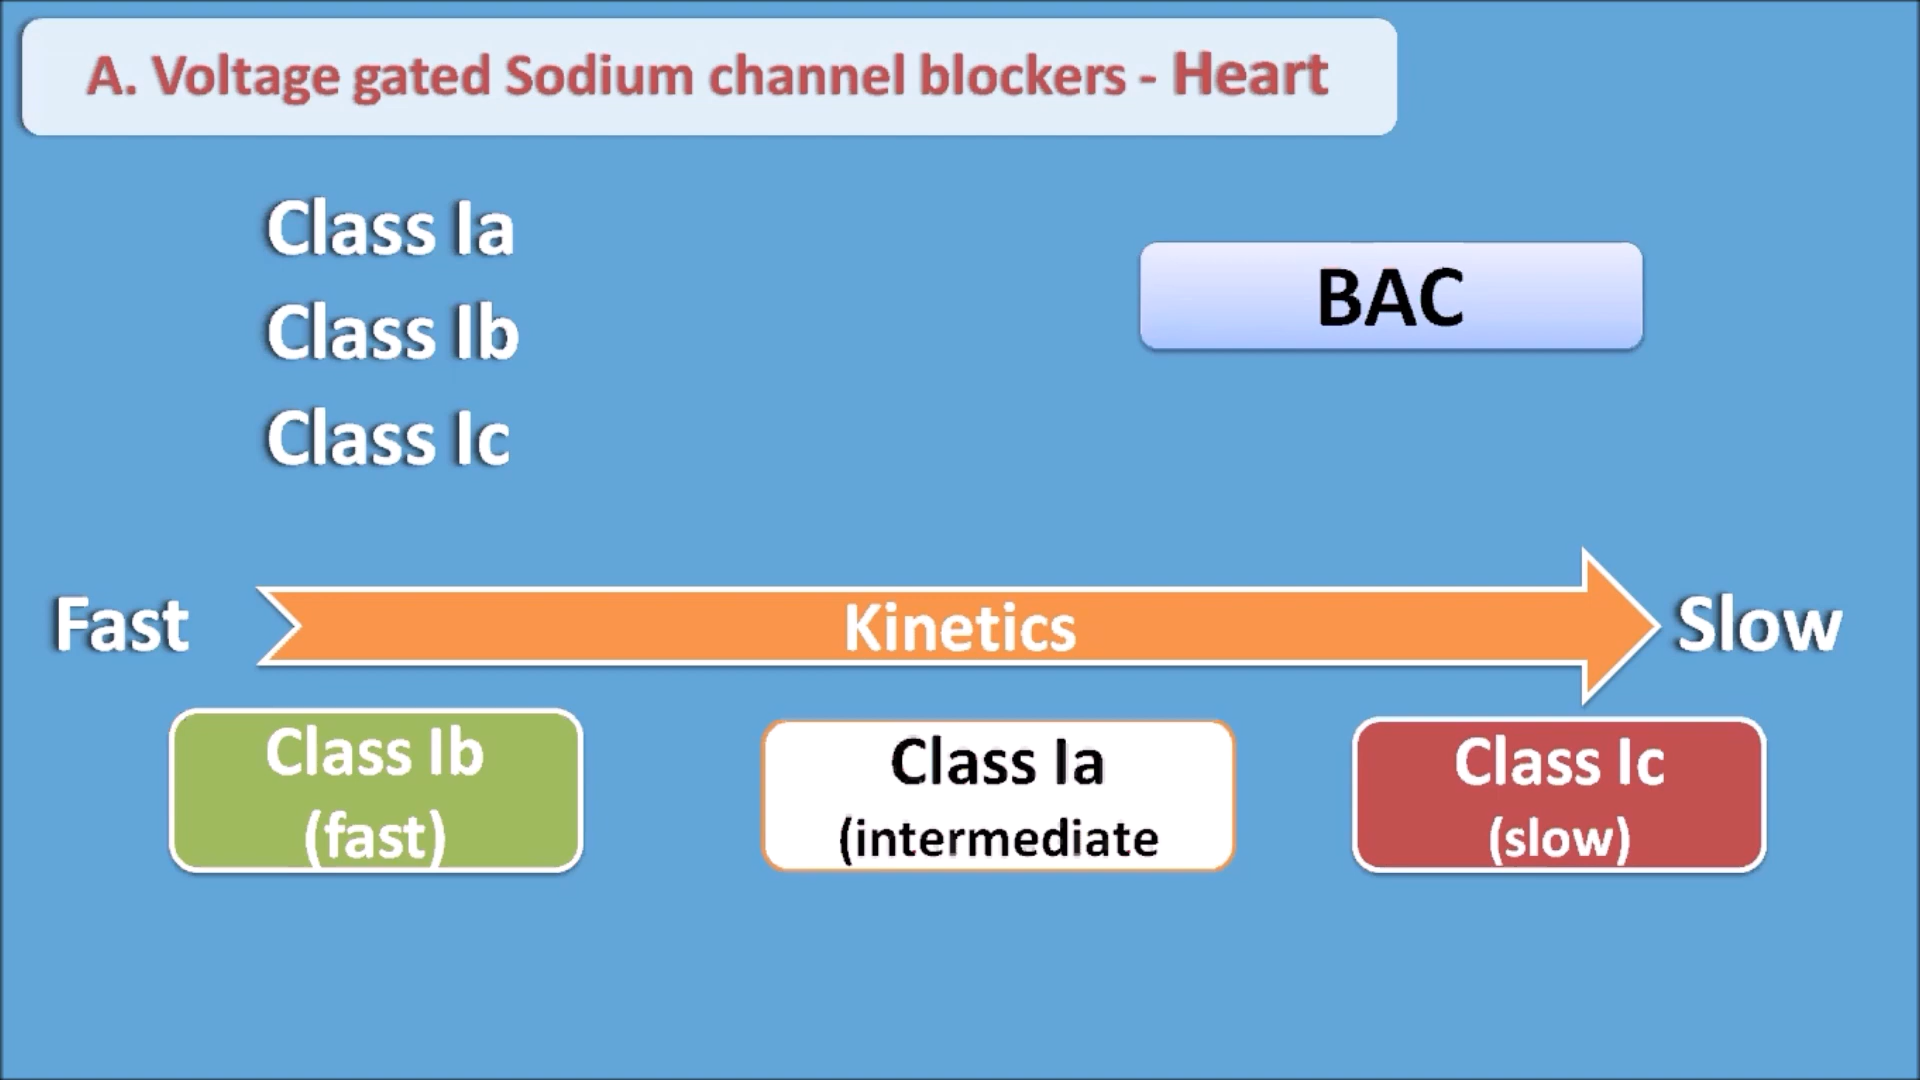 A. Voltage gated Sodium channel blockers - Heart
Class Ia
Class Ib
Class Ic
BAC
Fast
Kinetics
Slow
Class Ib
(fast)
Class Ia
(intermediate
Class Ic
(slow)